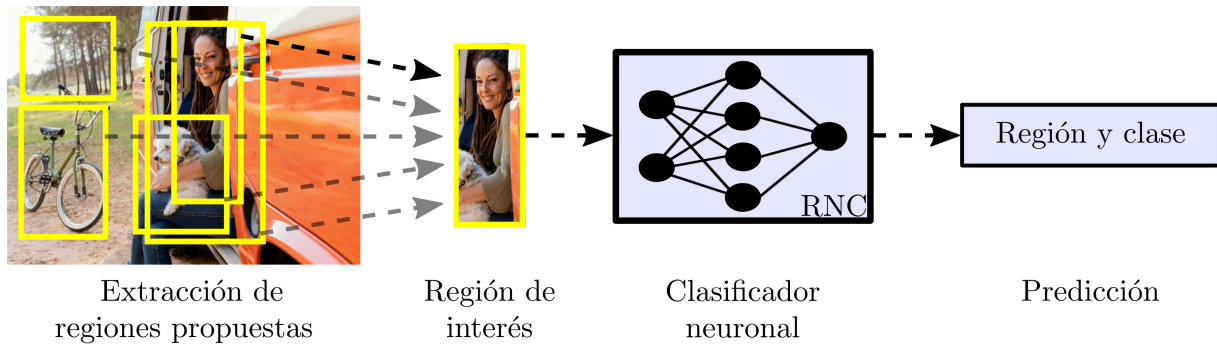 RNC
Región y clase
Extracción de
regiones propuestas
Región de
interés
Clasificador
neuronal
Predicción